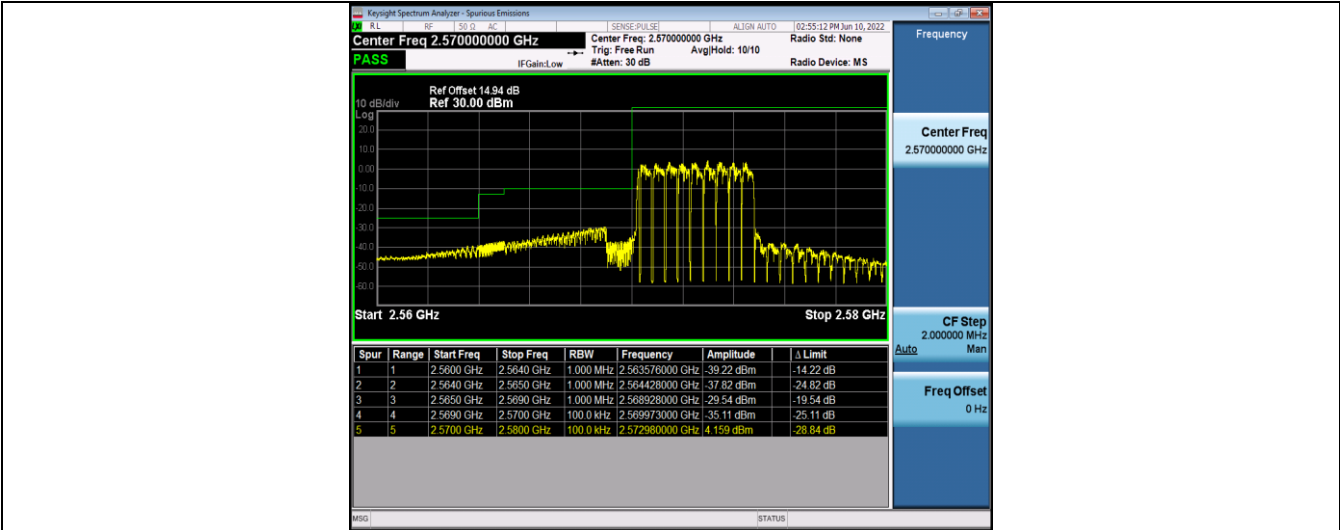 Keysight Spectrum Analyzer - Spurious Emissions
RL RF 50 Ω AC SENSE:PULSE ALIGN AUTO 02:55:12 PM Jun 10, 2022
Center Freq 2.570000000 GHz Center Freq: 2.570000000 GHz Radio Std: None
Trig: Free Run Avg|Hold: 10/10
PASS IFGain:Low #Atten: 30 dB Radio Device: MS
Frequency
Ref Offset 14.94 dB
10 dB/div Ref 30.00 dBm
Log
20.0
10.0
0.00
-10.0
-20.0
-30.0
-40.0
-50.0
-60.0
Start 2.56 GHz Stop 2.58 GHz
Center Freq
2.570000000 GHz
CF Step
2.000000 MHz
Auto Man
Freq Offset
0 Hz
Spur Range Start Freq Stop Freq RBW Frequency Amplitude Δ Limit
1 1 2.5600 GHz 2.5640 GHz 1.000 MHz 2.563576000 GHz -39.22 dBm -14.22 dB
2 2 2.5640 GHz 2.5650 GHz 1.000 MHz 2.564428000 GHz -37.82 dBm -24.82 dB
3 3 2.5650 GHz 2.5690 GHz 1.000 MHz 2.568928000 GHz -29.54 dBm -19.54 dB
4 4 2.5690 GHz 2.5700 GHz 100.0 kHz 2.569973000 GHz -35.11 dBm -25.11 dB
5 5 2.5700 GHz 2.5800 GHz 100.0 kHz 2.572980000 GHz 4.159 dBm -28.84 dB
MSG STATUS